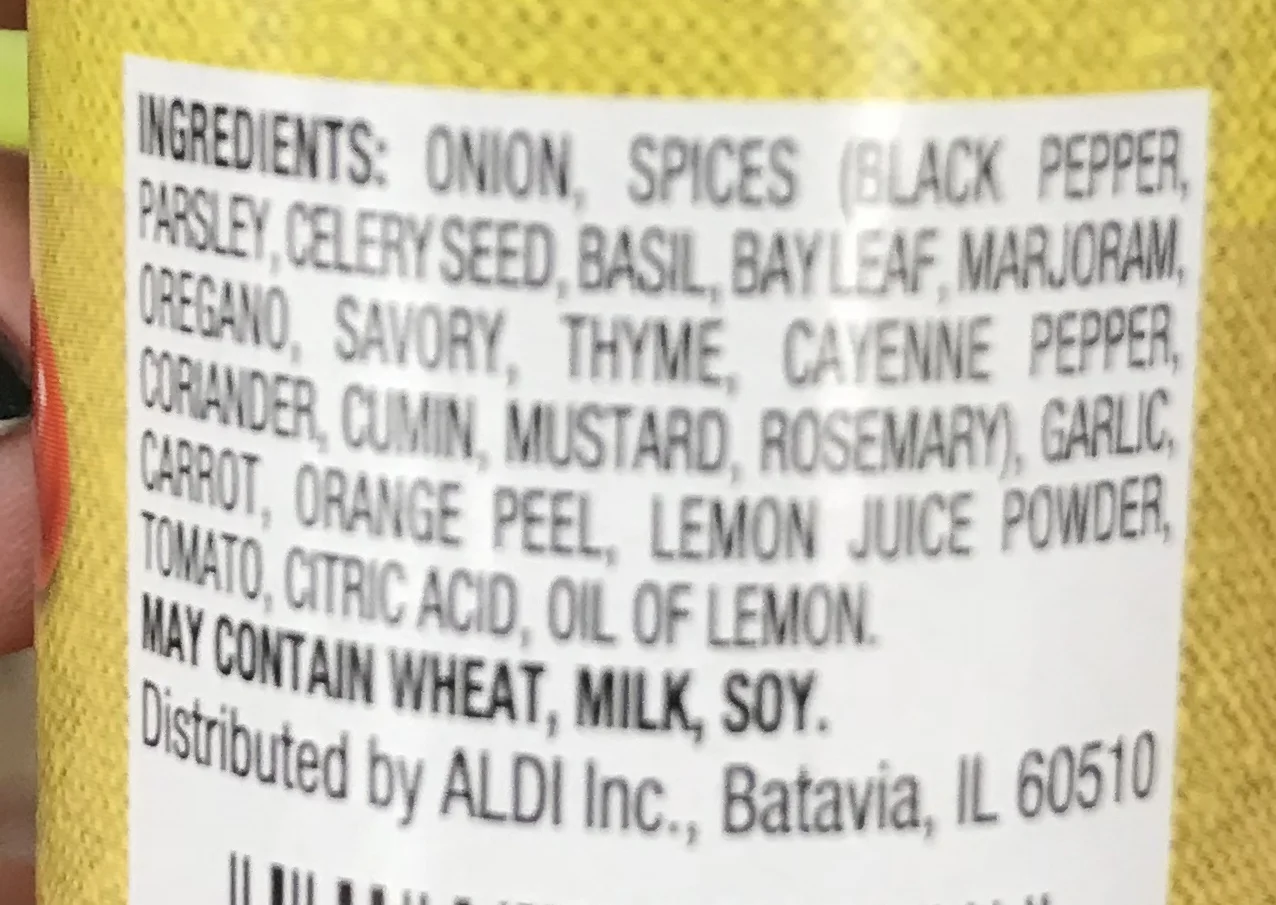 INGREDIENTS: ONION, SPICES (BLACK PEPPER,
PARSLEY, CELERY SEED, BASIL, BAY LEAF, MARJORAM,
OREGANO, SAVORY, THYME, CAYENNE PEPPER,
CORIANDER, CUMIN, MUSTARD, ROSEMARY), GARLIC,
CARROT, ORANGE PEEL, LEMON JUICE POWDER,
TOMATO, CITRIC ACID, OIL OF LEMON.
MAY CONTAIN WHEAT, MILK, SOY.
Distributed by ALDI Inc., Batavia, IL 60510